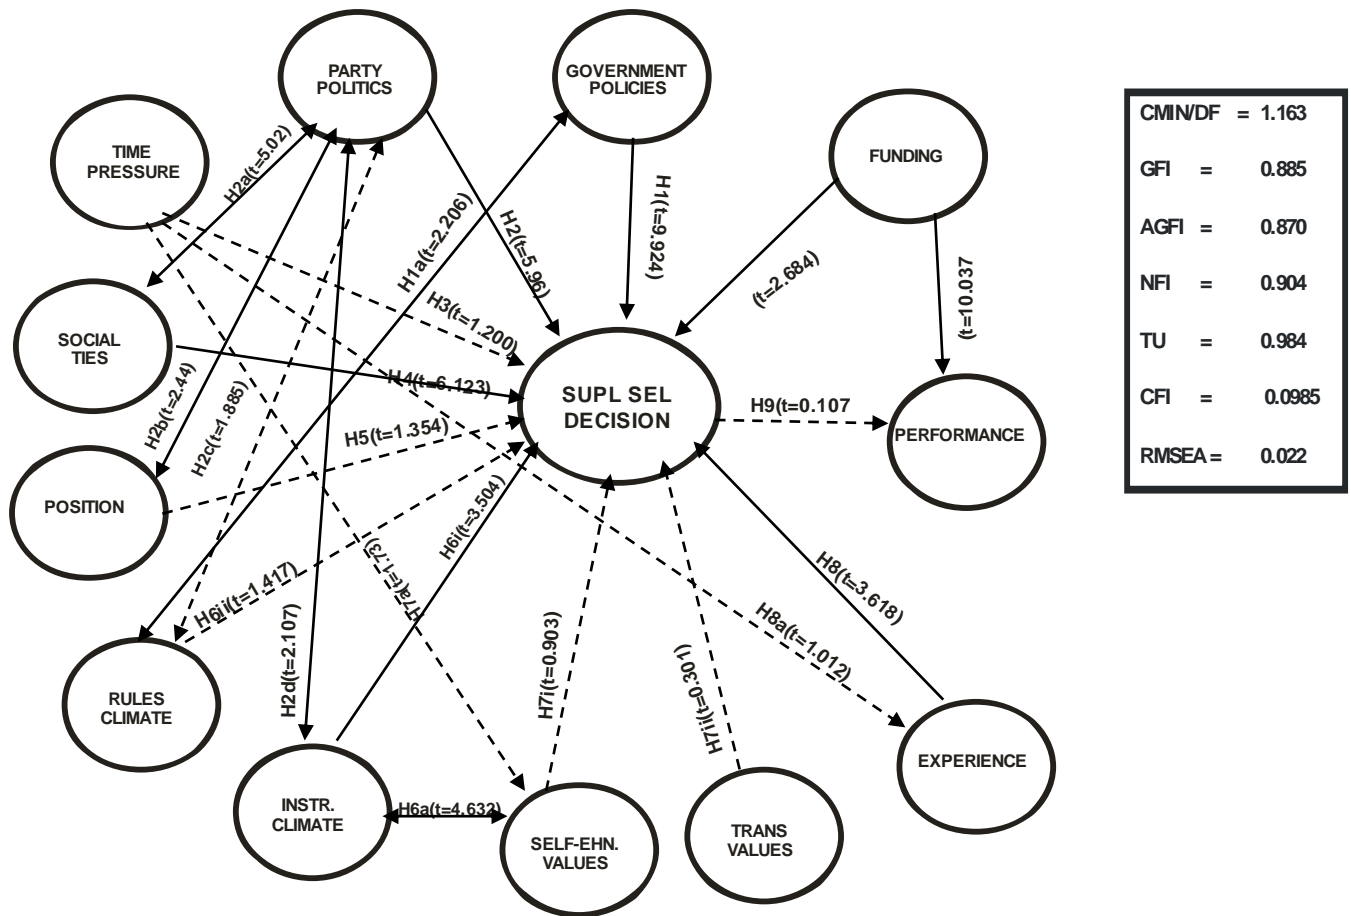 PARTY
POLITICS
GOVERNMENT
POLICIES
TIME
PRESSURE
FUNDING
CMIN/DF = 1.163
GFI = 0.885
AGFI = 0.870
NFI = 0.904
TU = 0.984
CFI = 0.0985
RMSEA = 0.022
H2a(t=5.02)
H1a(t=2.206)
H2(t=5.96)
H1(t=9.924)
(t=2.684)
(t=10.037
H3(t=1.200)
SOCIAL
TIES
H4(t=6.123)
SUPL SEL
DECISION
H9(t=0.107
PERFORMANCE
H2b(t=2.44)
H2c(t=1.885)
H5(t=1.354)
POSITION
H6i(t=3.504)
H6ii(t=1.417)
H7a(t=1.73)
H8(t=3.618)
H8a(t=1.012)
H2d(t=2.107)
H7i(t=0.903)
H7ii(t=0.301)
RULES
CLIMATE
EXPERIENCE
INSTR.
CLIMATE
H6a(t=4.632)
SELF-EHN.
VALUES
TRANS
VALUES